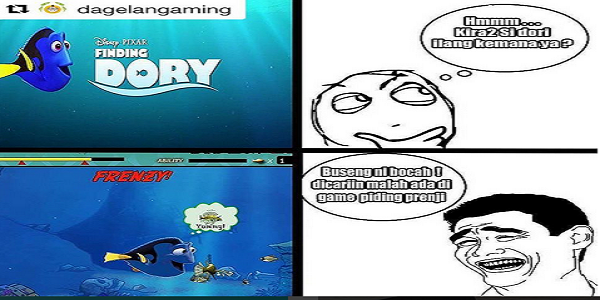 dagelangaming
Disney PIXAR
FINDING
DORY
Hmmm ...
Kira2 Si dori
ilang kemana ya ?
ABILITY
X 1
FRENZY!
Yummy!
Buseng ni bocah !
dicariin malah ada di
game piding prenji